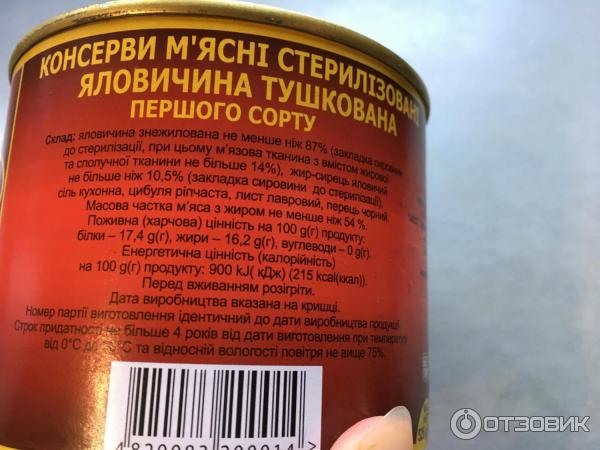 КОНСЕРВИ М'ЯСНІ СТЕРИЛІЗОВАНІ
ЯЛОВИЧИНА ТУШКОВАНА
ПЕРШОГО СОРТУ
Склад: яловичина знежилована не менше ніж 87% (закладка сировини
до стерилізації, при цьому м'язова тканина з вмістом жирової
та сполучної тканини не більше 14%), жир-сирець яловичий
не більше ніж 10,5% (закладка сировини до стерилізації),
сіль кухонна, цибуля ріпчаста, лист лавровий, перець чорний.
Масова частка м'яса з жиром не менше ніж 54 %.
Поживна (харчова) цінність на 100 g(г) продукту:
білки – 17,4 g(г), жири – 16,2 g(г), вуглеводи – 0 g(г).
Енергетична цінність (калорійність)
на 100 g(г) продукту: 900 kJ( кДж) (215 kcal(ккал)).
Перед вживанням розігріти.
Дата виробництва вказана на кришці.
Номер партії виготовлення ідентичний до дати виробництва продукції.
Строк придатності не більше 4 років від дати виготовлення при температурі
від 0°С до °С та відносній вологості повітря не вище 75%.
4820083200014>
ОТЗОВИК